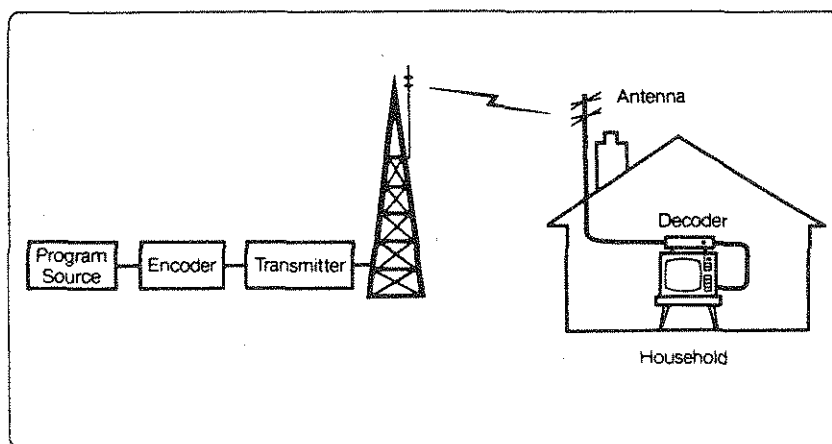 Program
Source
Encoder
Transmitter
Antenna
Decoder
Household